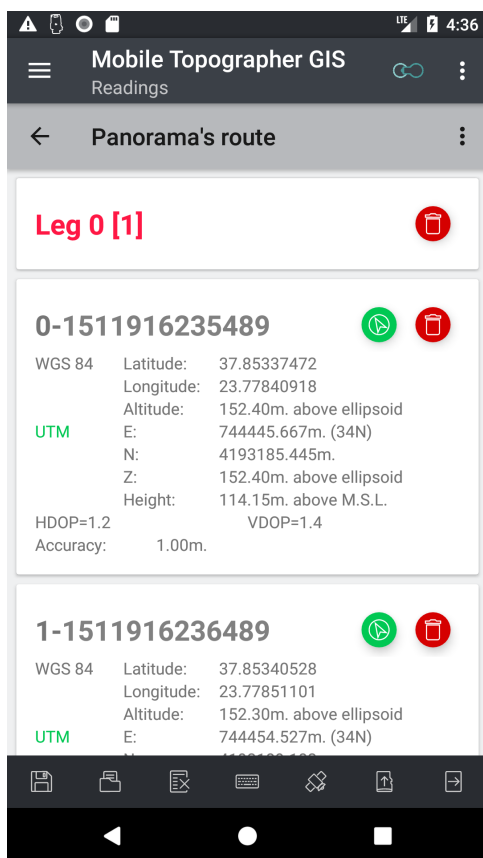 LTE 4:36
Mobile Topographer GIS
Readings
Panorama's route
Leg 0 [1]
0-1511916235489
WGS 84 Latitude: 37.85337472
Longitude: 23.77840918
Altitude: 152.40m. above ellipsoid
UTM E: 744445.667m. (34N)
N: 4193185.445m.
Z: 152.40m. above ellipsoid
Height: 114.15m. above M.S.L.
HDOP=1.2 VDOP=1.4
Accuracy: 1.00m.
1-1511916236489
WGS 84 Latitude: 37.85340528
Longitude: 23.77851101
Altitude: 152.30m. above ellipsoid
UTM E: 744454.527m. (34N)